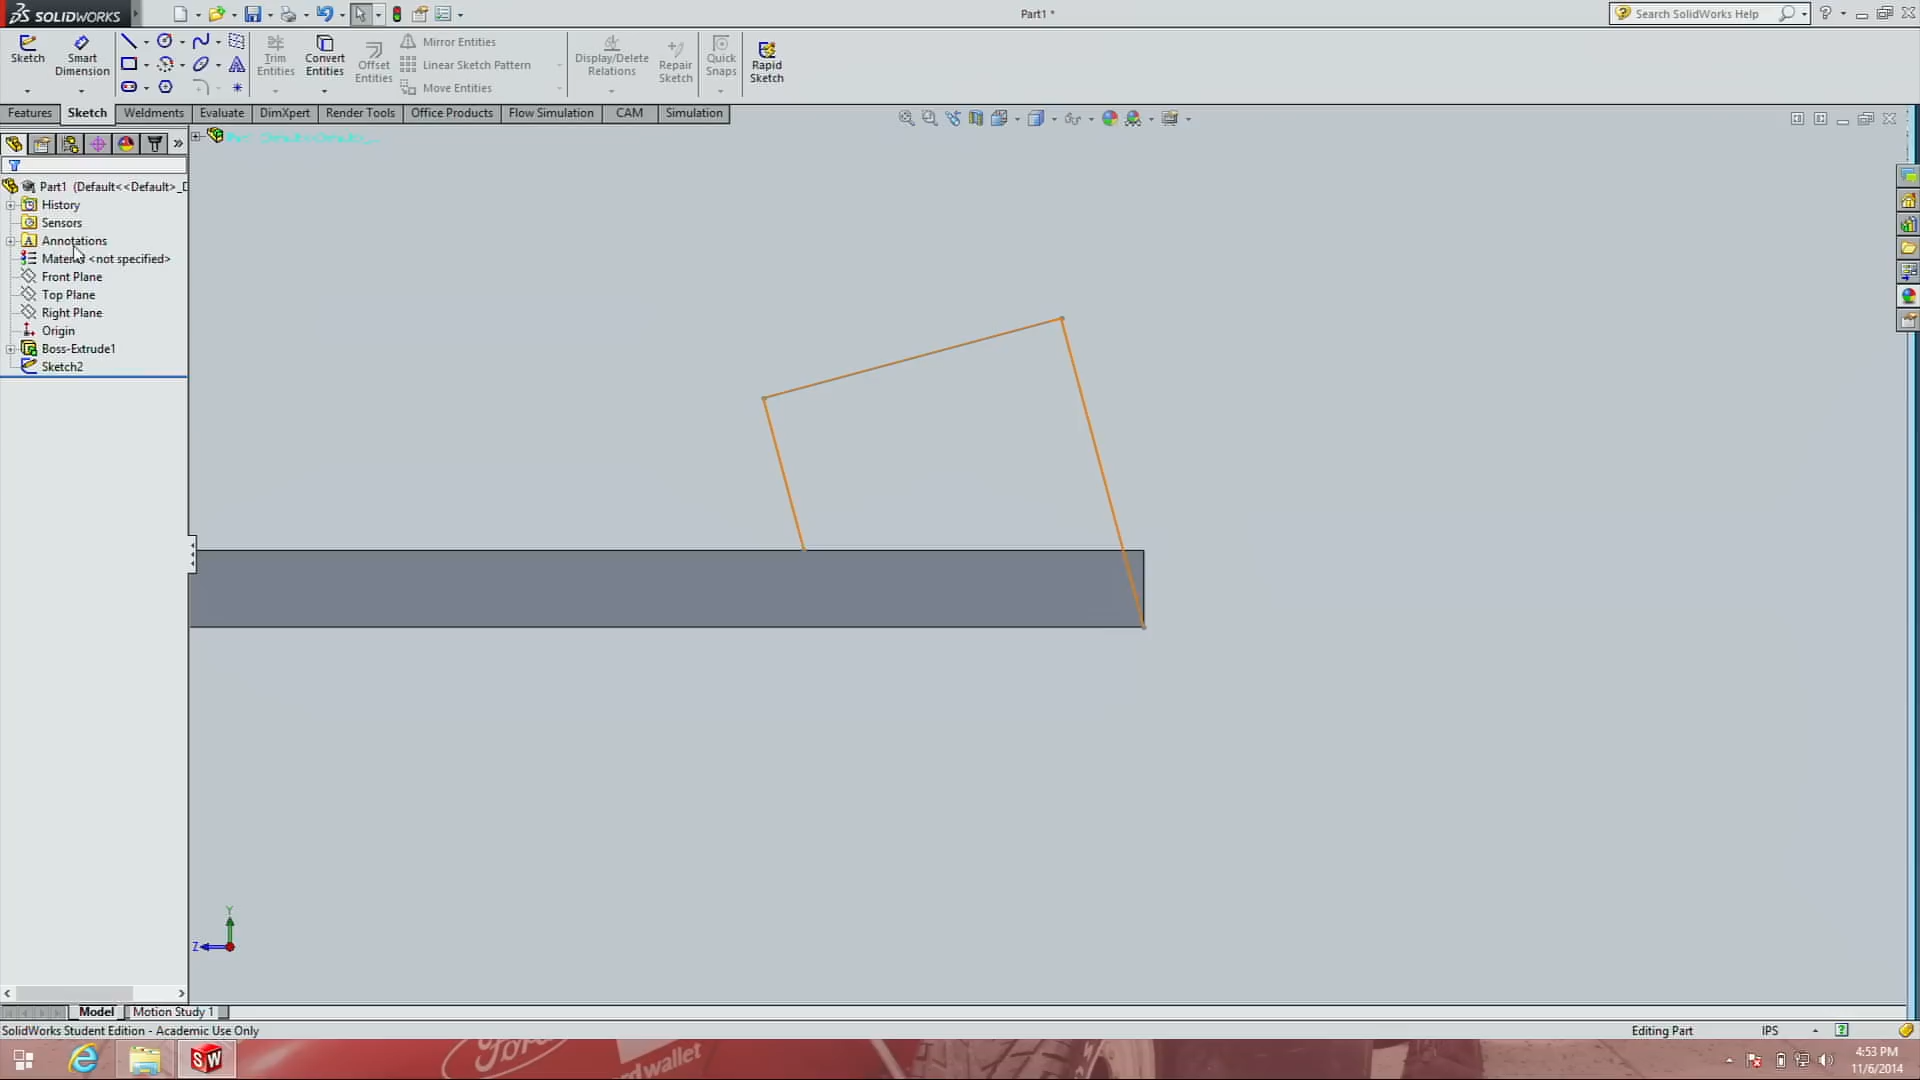 SOLIDWORKS
Part1 *
Search SolidWorks Help
Sketch
Smart Dimension
Trim Entities
Convert Entities
Offset Entities
Mirror Entities
Linear Sketch Pattern
Move Entities
Display/Delete Relations
Repair Sketch
Quick Snaps
Rapid Sketch
Features Sketch Weldments Evaluate DimXpert Render Tools Office Products Flow Simulation CAM Simulation
Part1 (Default<<Default>_D
History
Sensors
Annotations
<not specified>
Front Plane
Top Plane
Right Plane
Origin
Boss-Extrude1
Sketch2
Y
Z
Model Motion Study 1
SolidWorks Student Edition - Academic Use Only
Editing Part IPS
Ford
SW
4:53 PM
11/6/2014